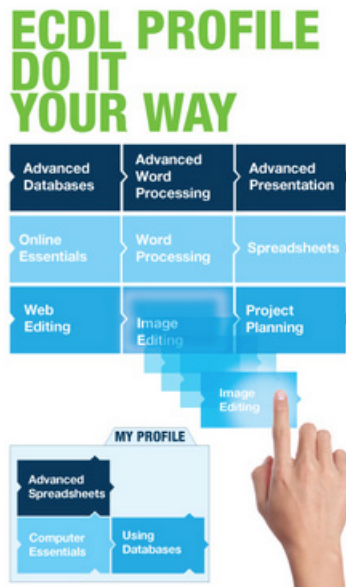 ECDL PROFILE
DO IT
YOUR WAY
Advanced
Databases
Advanced
Word
Processing
Advanced
Presentation
Online
Essentials
Word
Processing
Spreadsheets
Web
Editing
Image
Editing
Project
Planning
Image
Editing
MY PROFILE
Advanced
Spreadsheets
Computer
Essentials
Using
Databases